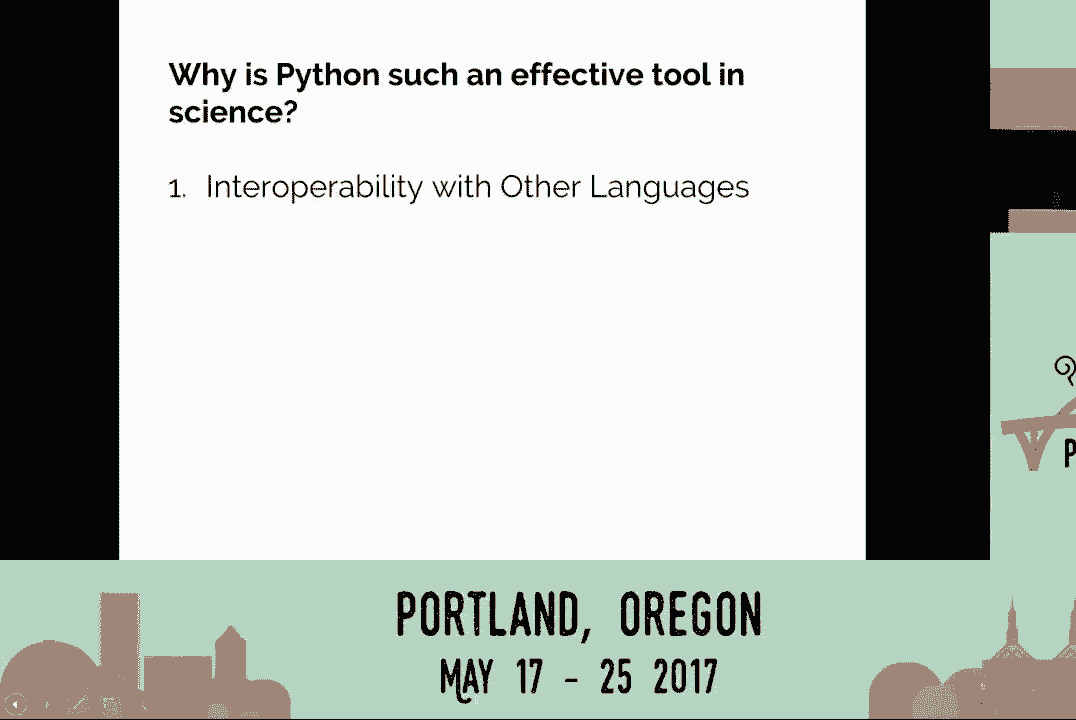 Why is Python such an effective tool in
science?
1. Interoperability with Other Languages
P
PORTLAND, OREGON
MAY 17 - 25 2017